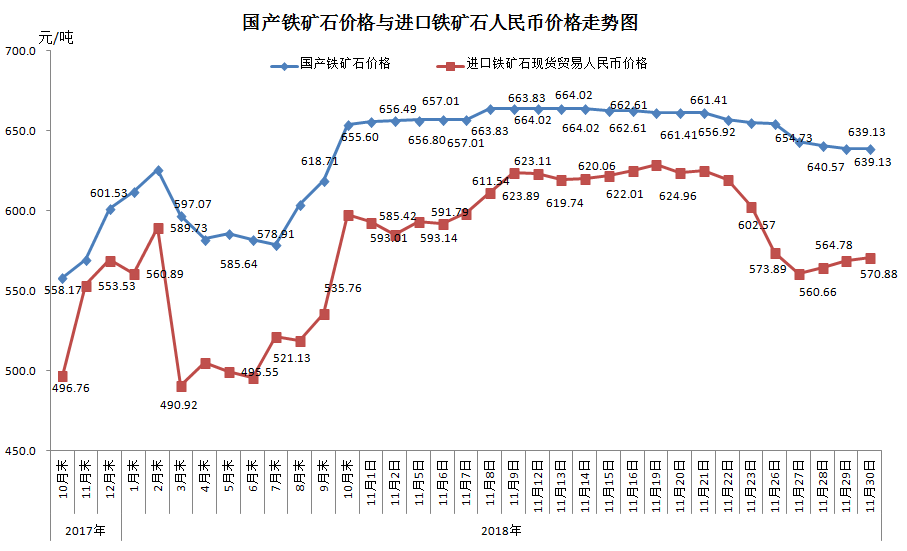 国产铁矿石价格与进口铁矿石人民币价格走势图
元/吨
国产铁矿石价格
进口铁矿石现货贸易人民币价格
700.0
650.0
600.0
550.0
500.0
450.0
558.17
601.53
597.07
578.91
618.71
655.60
656.49
656.80
657.01
657.01
663.83
663.83
664.02
664.02
664.02
662.61
662.61
661.41
661.41
656.92
654.73
640.57
639.13
639.13
496.76
553.53
560.89
589.73
490.92
585.64
495.55
521.13
535.76
593.01
585.42
593.14
591.79
611.54
623.89
623.11
619.74
620.06
622.01
624.96
602.57
573.89
560.66
564.78
570.88
10月末
11月末
12月末
1月末
2月末
3月末
4月末
5月末
6月末
7月末
8月末
9月末
10月末
11月1日
11月2日
11月5日
11月6日
11月7日
11月8日
11月9日
11月12日
11月13日
11月14日
11月15日
11月16日
11月19日
11月20日
11月21日
11月22日
11月23日
11月26日
11月27日
11月28日
11月29日
11月30日
2017年
2018年